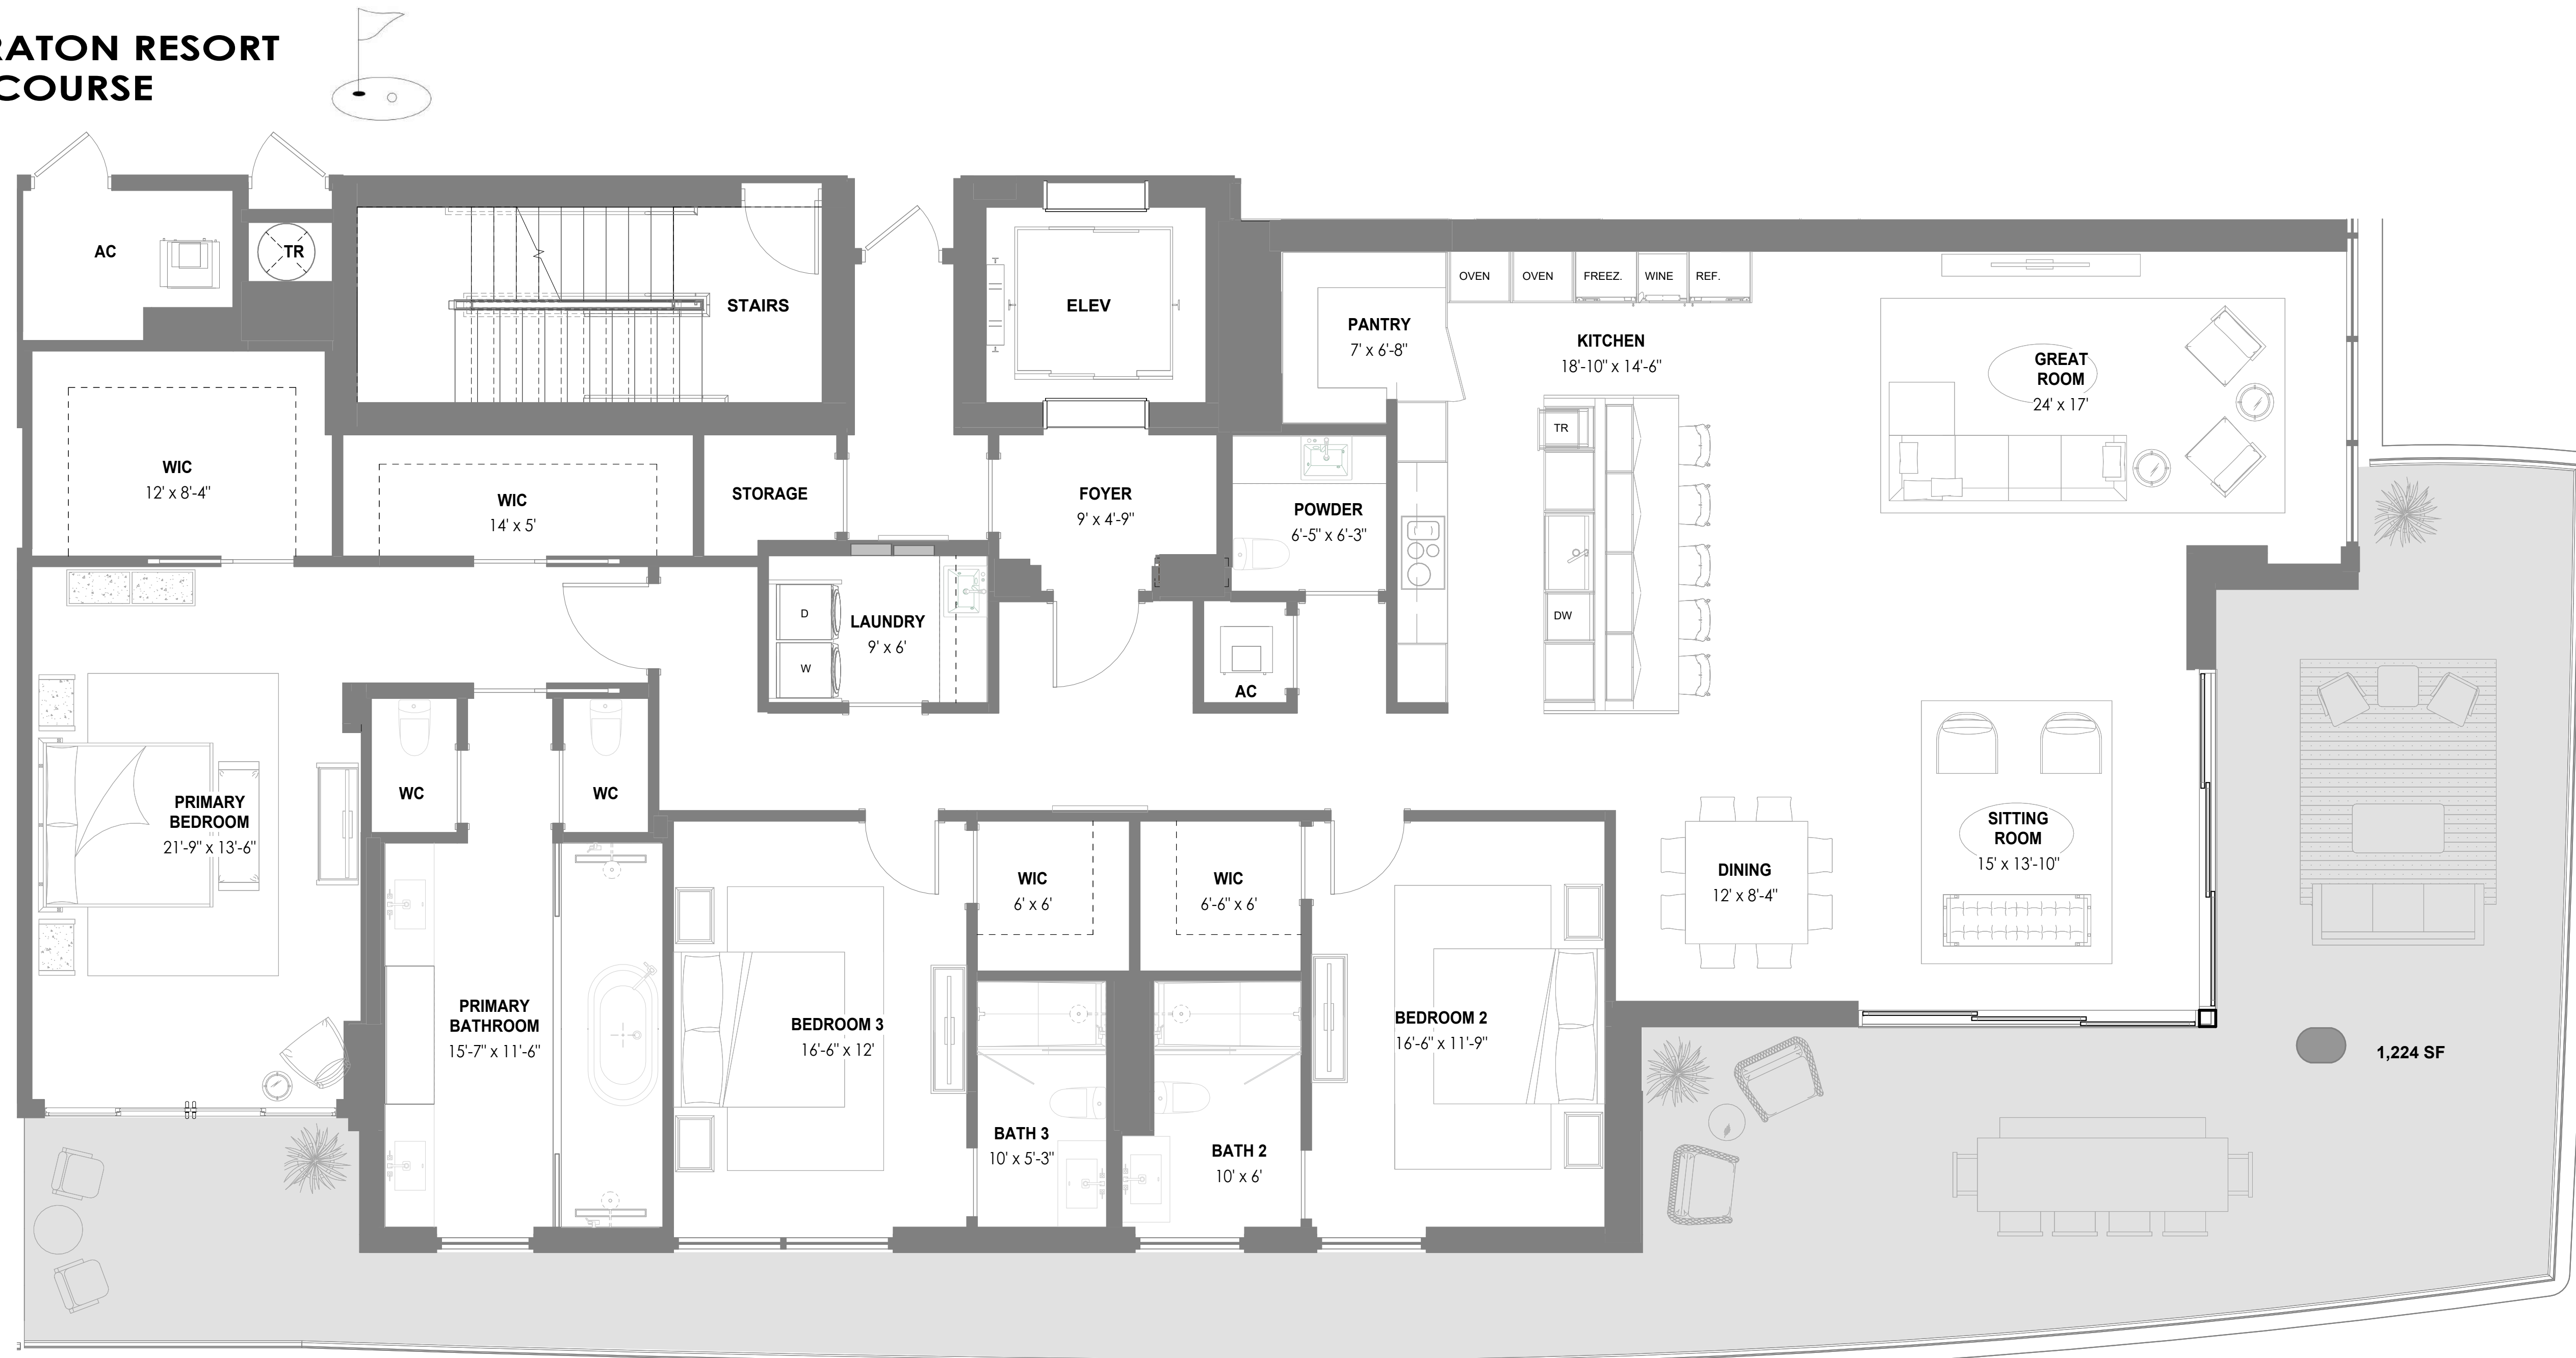 RATON RESORT
COURSE
AC
TR
STAIRS
ELEV
OVEN
OVEN
FREEZ.
WINE
REF.
PANTRY
7' x 6'-8"
KITCHEN
18'-10" x 14'-6"
GREAT
ROOM
24' x 17'
WIC
12' x 8'-4"
WIC
14' x 5'
STORAGE
FOYER
9' x 4'-9"
POWDER
6'-5" x 6'-3"
TR
DW
D
W
LAUNDRY
9' x 6'
AC
WC
WC
PRIMARY
BEDROOM
21'-9" x 13'-6"
WIC
6' x 6'
WIC
6'-6" x 6'
DINING
12' x 8'-4"
SITTING
ROOM
15' x 13'-10"
PRIMARY
BATHROOM
15'-7" x 11'-6"
BEDROOM 3
16'-6" x 12'
BEDROOM 2
16'-6" x 11'-9"
1,224 SF
BATH 3
10' x 5'-3"
BATH 2
10' x 6'